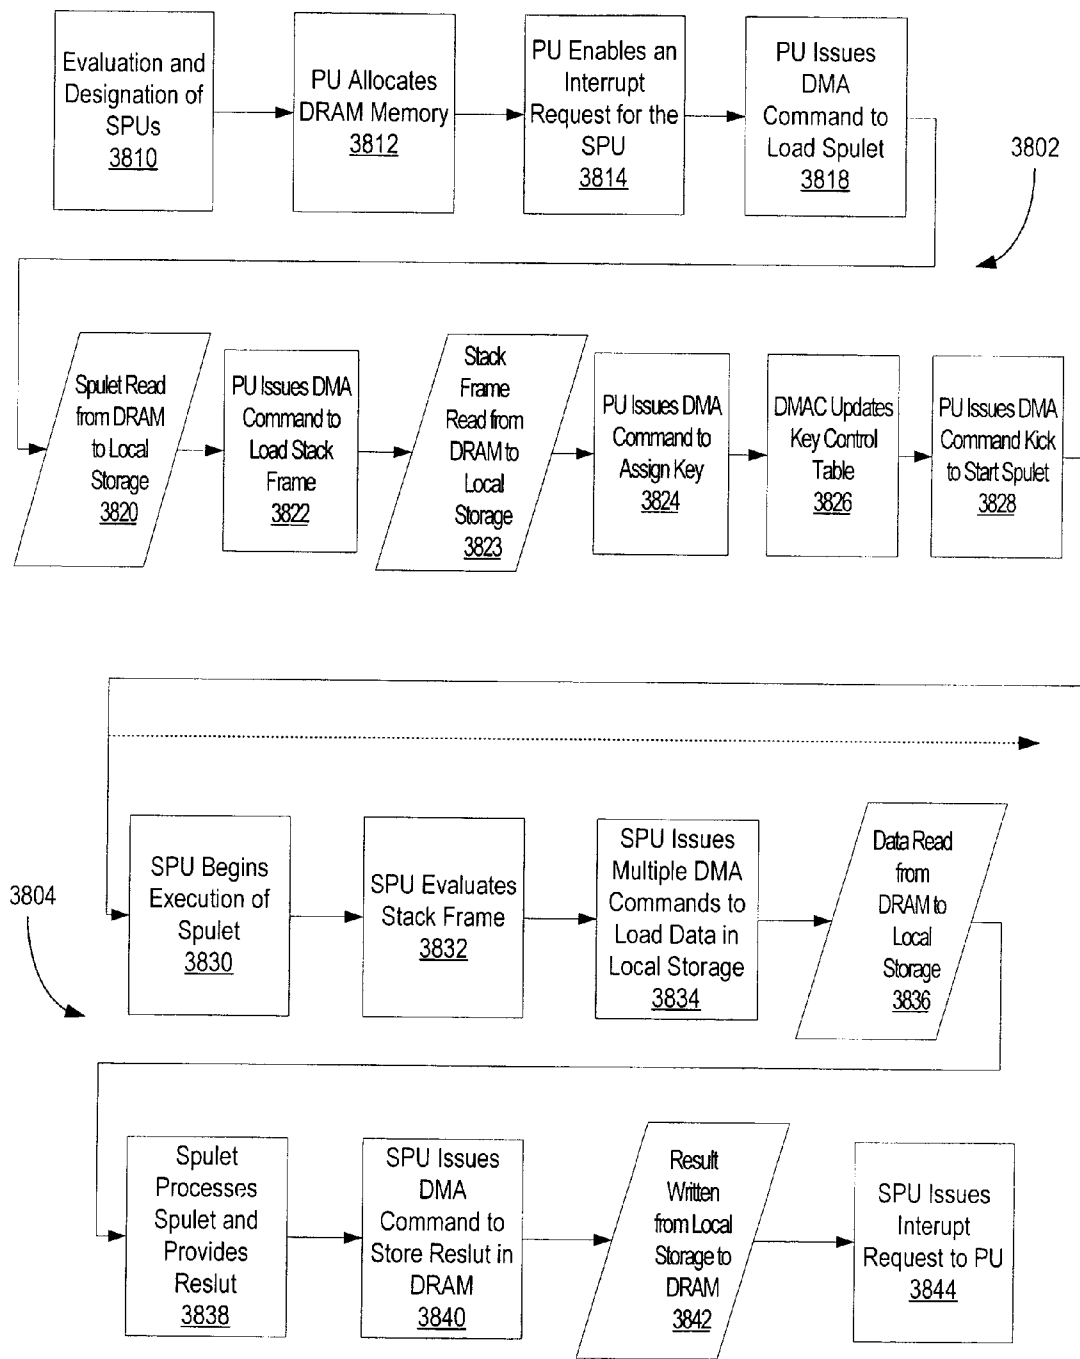 Evaluation and
Designation of
SPUs
3810
PU Allocates
DRAM Memory
3812
PU Enables an
Interrupt
Request for the
SPU
3814
PU Issues
DMA
Command to
Load Spulet
3818
3802
Spulet Read
from DRAM
to Local
Storage
3820
PU Issues DMA
Command to
Load Stack
Frame
3822
Stack
Frame
Read from
DRAM to
Local
Storage
3823
PU Issues DMA
Command to
Assign Key
3824
DMAC Updates
Key Control
Table
3826
PU Issues DMA
Command Kick
to Start Spulet
3828
3804
SPU Begins
Execution of
Spulet
3830
SPU Evaluates
Stack Frame
3832
SPU Issues
Multiple DMA
Commands to
Load Data in
Local Storage
3834
Data Read
from
DRAM to
Local
Storage
3836
Spulet
Processes
Spulet and
Provides
Reslut
3838
SPU Issues
DMA
Command to
Store Reslut in
DRAM
3840
Result
Written
from Local
Storage to
DRAM
3842
SPU Issues
Interupt
Request to PU
3844